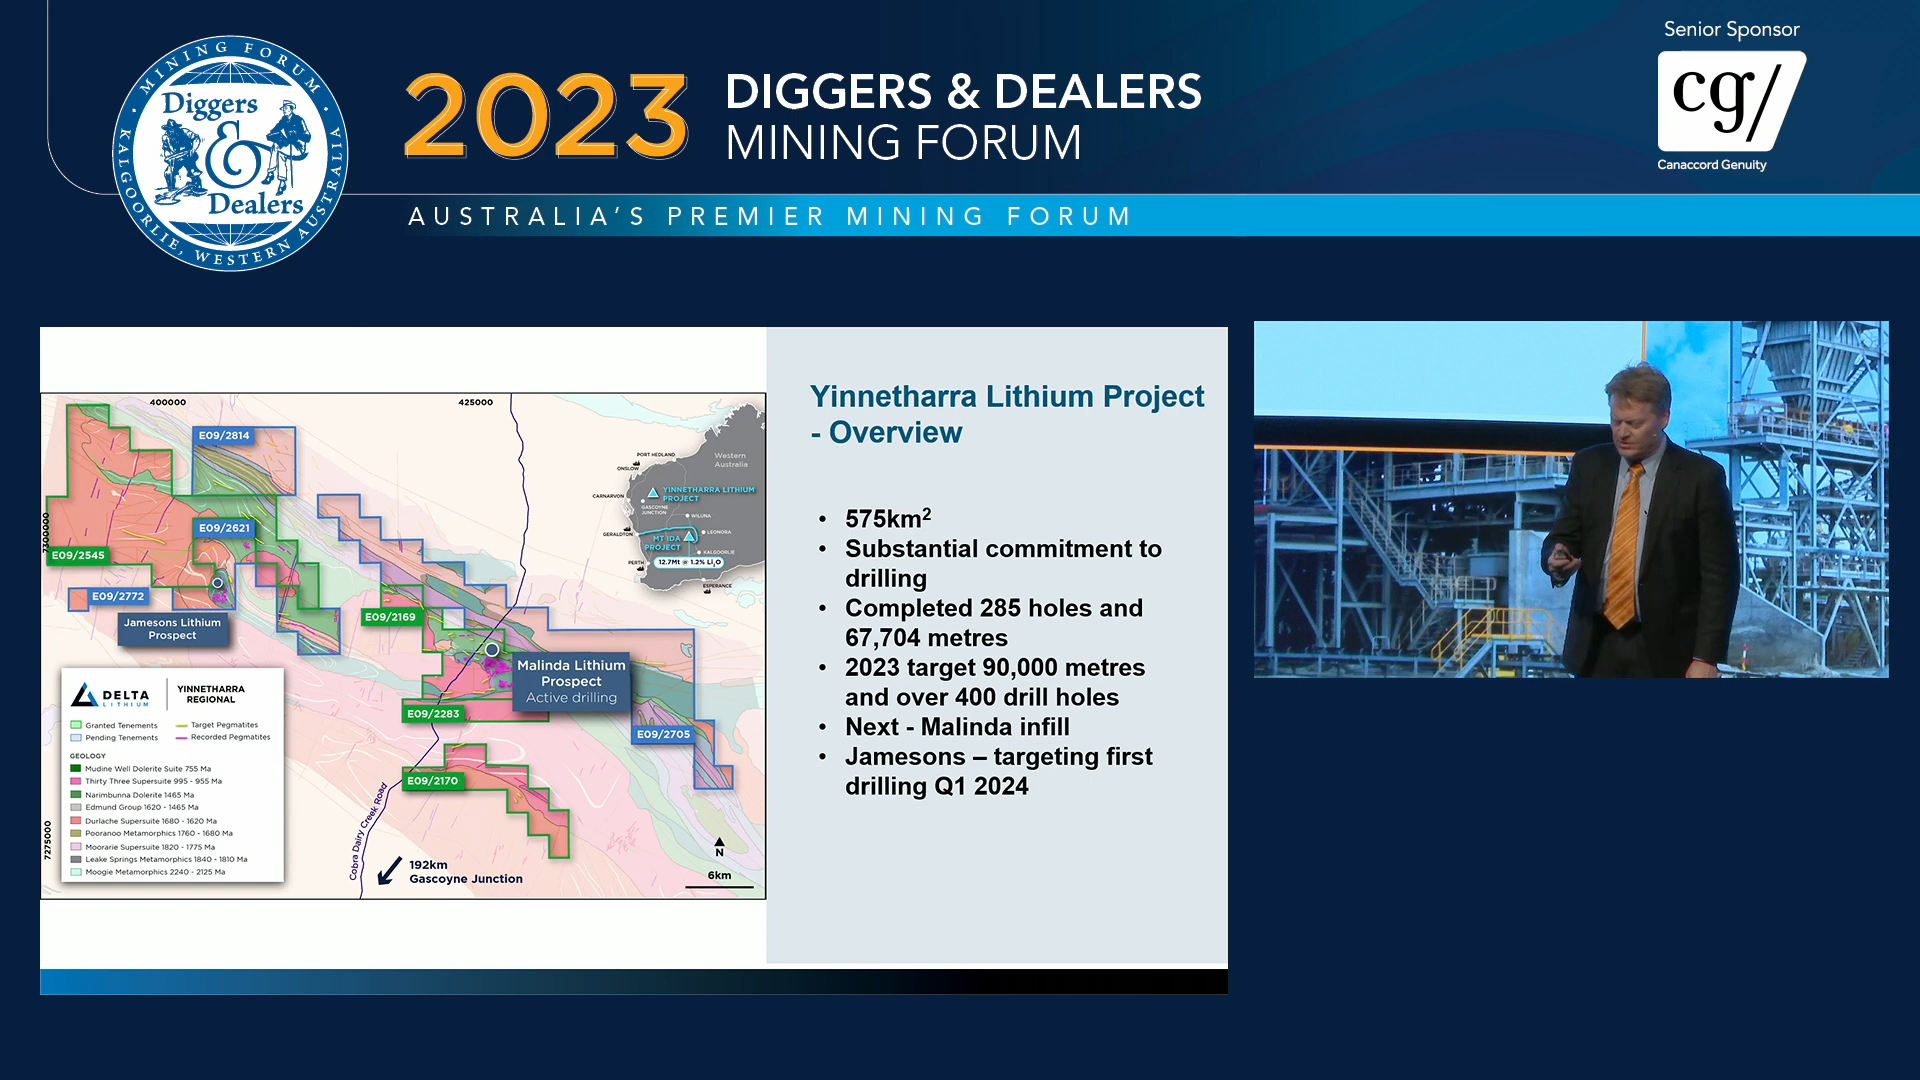 MINING FORUM
Diggers
&
Dealers
KALGOORLIE, WESTERN AUSTRALIA
2023
DIGGERS & DEALERS
MINING FORUM
AUSTRALIA'S PREMIER MINING FORUM
Senior Sponsor
cg/
Canaccord Genuity
400000
425000
7300000
7275000
E09/2814
E09/2621
E09/2545
E09/2772
Jamesons Lithium
Prospect
E09/2169
Malinda Lithium
Prospect
Active drilling
E09/2283
E09/2705
E09/2170
Cobra Dairy Creek Road
192km
Gascoyne Junction
N
6km
PORT HEDLAND
ONSLOW
Western
Australia
CARNARVON
YINNETHARRA LITHIUM
PROJECT
GASCOYNE
JUNCTION
WILUNA
GERALDTON
LEONORA
MT IDA
PROJECT
KALGOORLIE
PERTH
12.7Mt @ 1.2% Li₂O
ESPERANCE
DELTA
LITHIUM
YINNETHARRA
REGIONAL
Granted Tenements
Target Pegmatites
Pending Tenements
Recorded Pegmatites
GEOLOGY
Mudine Well Dolerite Suite 755 Ma
Thirty Three Supersuite 995 - 955 Ma
Narimbunna Dolerite 1465 Ma
Edmund Group 1620 - 1465 Ma
Durlache Supersuite 1680 - 1620 Ma
Pooranoo Metamorphics 1760 - 1680 Ma
Moorarie Supersuite 1820 - 1775 Ma
Leake Springs Metamorphics 1840 - 1810 Ma
Moogie Metamorphics 2240 - 2125 Ma
Yinnetharra Lithium Project
- Overview
• 575km²
• Substantial commitment to
drilling
• Completed 285 holes and
67,704 metres
• 2023 target 90,000 metres
and over 400 drill holes
• Next - Malinda infill
• Jamesons – targeting first
drilling Q1 2024